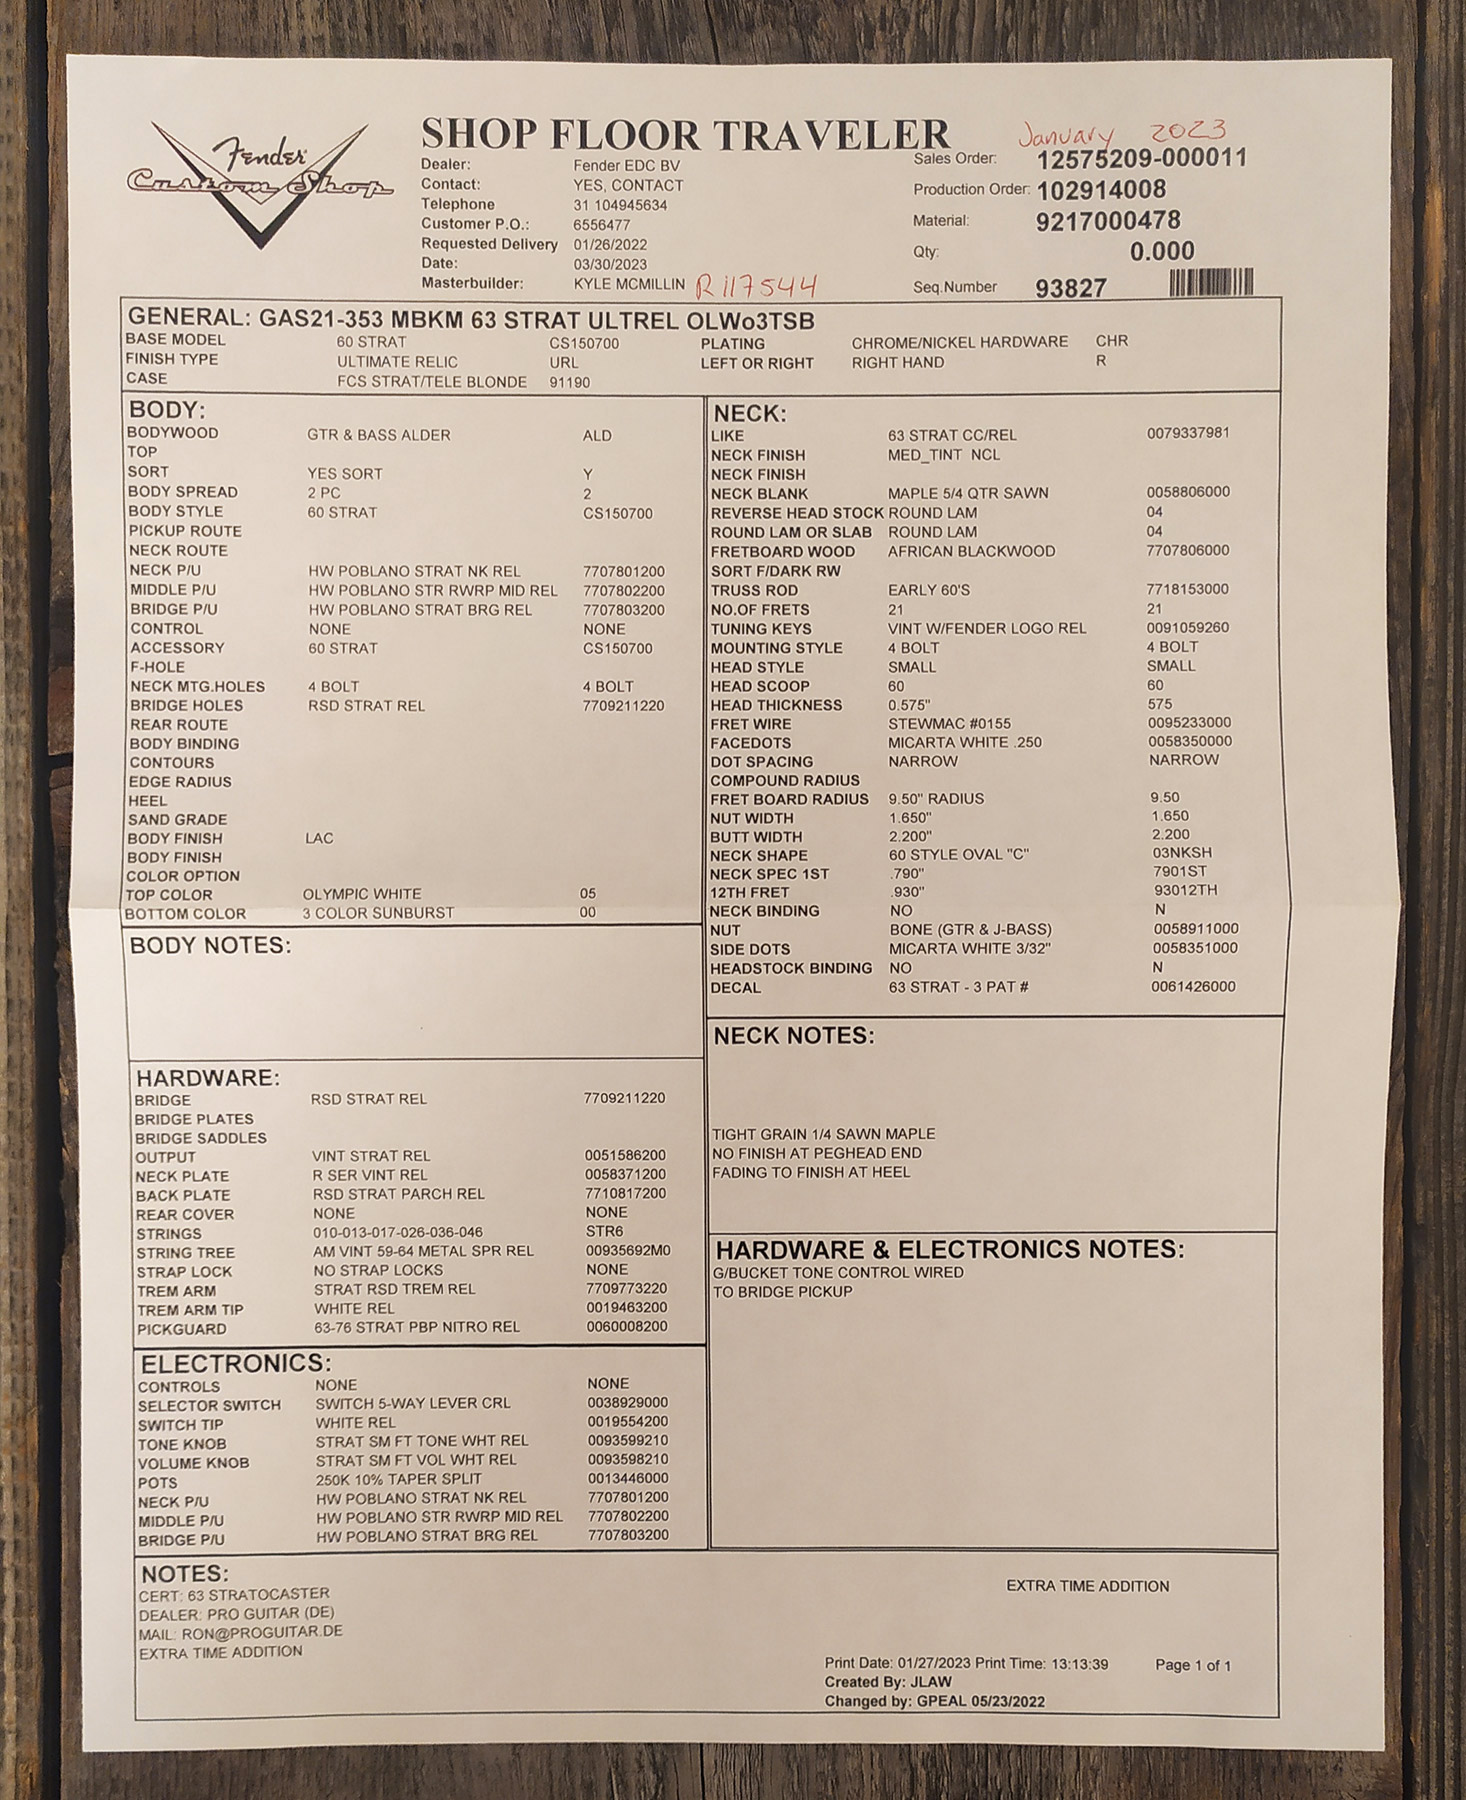 Fender
Custom Shop
SHOP FLOOR TRAVELER
January 2023
Dealer: Fender EDC BV
Contact: YES, CONTACT
Telephone 31 104945634
Customer P.O.: 6556477
Requested Delivery 01/26/2022
Date: 03/30/2023
Masterbuilder: KYLE MCMILLIN R117544
Sales Order: 12575209-000011
Production Order: 102914008
Material: 9217000478
Qty: 0.000
Seq.Number 93827
GENERAL: GAS21-353 MBKM 63 STRAT ULTREL OLWo3TSB
BASE MODEL 60 STRAT CS150700 PLATING CHROME/NICKEL HARDWARE CHR
FINISH TYPE ULTIMATE RELIC URL LEFT OR RIGHT RIGHT HAND R
CASE FCS STRAT/TELE BLONDE 91190
BODY:
BODYWOOD GTR & BASS ALDER ALD
TOP
SORT YES SORT Y
BODY SPREAD 2 PC 2
BODY STYLE 60 STRAT CS150700
PICKUP ROUTE
NECK ROUTE
NECK P/U HW POBLANO STRAT NK REL 7707801200
MIDDLE P/U HW POBLANO STR RWRP MID REL 7707802200
BRIDGE P/U HW POBLANO STRAT BRG REL 7707803200
CONTROL NONE NONE
ACCESSORY 60 STRAT CS150700
F-HOLE
NECK MTG.HOLES 4 BOLT 4 BOLT
BRIDGE HOLES RSD STRAT REL 7709211220
REAR ROUTE
BODY BINDING
CONTOURS
EDGE RADIUS
HEEL
SAND GRADE
BODY FINISH LAC
BODY FINISH
COLOR OPTION
TOP COLOR OLYMPIC WHITE 05
BOTTOM COLOR 3 COLOR SUNBURST 00
BODY NOTES:
HARDWARE:
BRIDGE RSD STRAT REL 7709211220
BRIDGE PLATES
BRIDGE SADDLES
OUTPUT VINT STRAT REL 0051586200
NECK PLATE R SER VINT REL 0058371200
BACK PLATE RSD STRAT PARCH REL 7710817200
REAR COVER NONE NONE
STRINGS 010-013-017-026-036-046 STR6
STRING TREE AM VINT 59-64 METAL SPR REL 00935692M0
STRAP LOCK NO STRAP LOCKS NONE
TREM ARM STRAT RSD TREM REL 7709773220
TREM ARM TIP WHITE REL 0019463200
PICKGUARD 63-76 STRAT PBP NITRO REL 0060008200
ELECTRONICS:
CONTROLS NONE NONE
SELECTOR SWITCH SWITCH 5-WAY LEVER CRL 0038929000
SWITCH TIP WHITE REL 0019554200
TONE KNOB STRAT SM FT TONE WHT REL 0093599210
VOLUME KNOB STRAT SM FT VOL WHT REL 0093598210
POTS 250K 10% TAPER SPLIT 0013446000
NECK P/U HW POBLANO STRAT NK REL 7707801200
MIDDLE P/U HW POBLANO STR RWRP MID REL 7707802200
BRIDGE P/U HW POBLANO STRAT BRG REL 7707803200
NECK:
LIKE 63 STRAT CC/REL 0079337981
NECK FINISH MED_TINT NCL
NECK FINISH
NECK BLANK MAPLE 5/4 QTR SAWN 0058806000
REVERSE HEAD STOCK ROUND LAM 04
ROUND LAM OR SLAB ROUND LAM 04
FRETBOARD WOOD AFRICAN BLACKWOOD 7707806000
SORT F/DARK RW
TRUSS ROD EARLY 60'S 7718153000
NO.OF FRETS 21 21
TUNING KEYS VINT W/FENDER LOGO REL 0091059260
MOUNTING STYLE 4 BOLT 4 BOLT
HEAD STYLE SMALL SMALL
HEAD SCOOP 60 60
HEAD THICKNESS 0.575" 575
FRET WIRE STEWMAC #0155 0095233000
FACEDOTS MICARTA WHITE .250 0058350000
DOT SPACING NARROW NARROW
COMPOUND RADIUS
FRET BOARD RADIUS 9.50" RADIUS 9.50
NUT WIDTH 1.650" 1.650
BUTT WIDTH 2.200" 2.200
NECK SHAPE 60 STYLE OVAL "C" 03NKSH
NECK SPEC 1ST .790" 7901ST
12TH FRET .930" 93012TH
NECK BINDING NO N
NUT BONE (GTR & J-BASS) 0058911000
SIDE DOTS MICARTA WHITE 3/32" 0058351000
HEADSTOCK BINDING NO N
DECAL 63 STRAT - 3 PAT # 0061426000
NECK NOTES:
TIGHT GRAIN 1/4 SAWN MAPLE
NO FINISH AT PEGHEAD END
FADING TO FINISH AT HEEL
HARDWARE & ELECTRONICS NOTES:
G/BUCKET TONE CONTROL WIRED
TO BRIDGE PICKUP
NOTES:
CERT: 63 STRATOCASTER
DEALER: PRO GUITAR (DE)
MAIL: RON@PROGUITAR.DE
EXTRA TIME ADDITION
EXTRA TIME ADDITION
Print Date: 01/27/2023 Print Time: 13:13:39 Page 1 of 1
Created By: JLAW
Changed by: GPEAL 05/23/2022